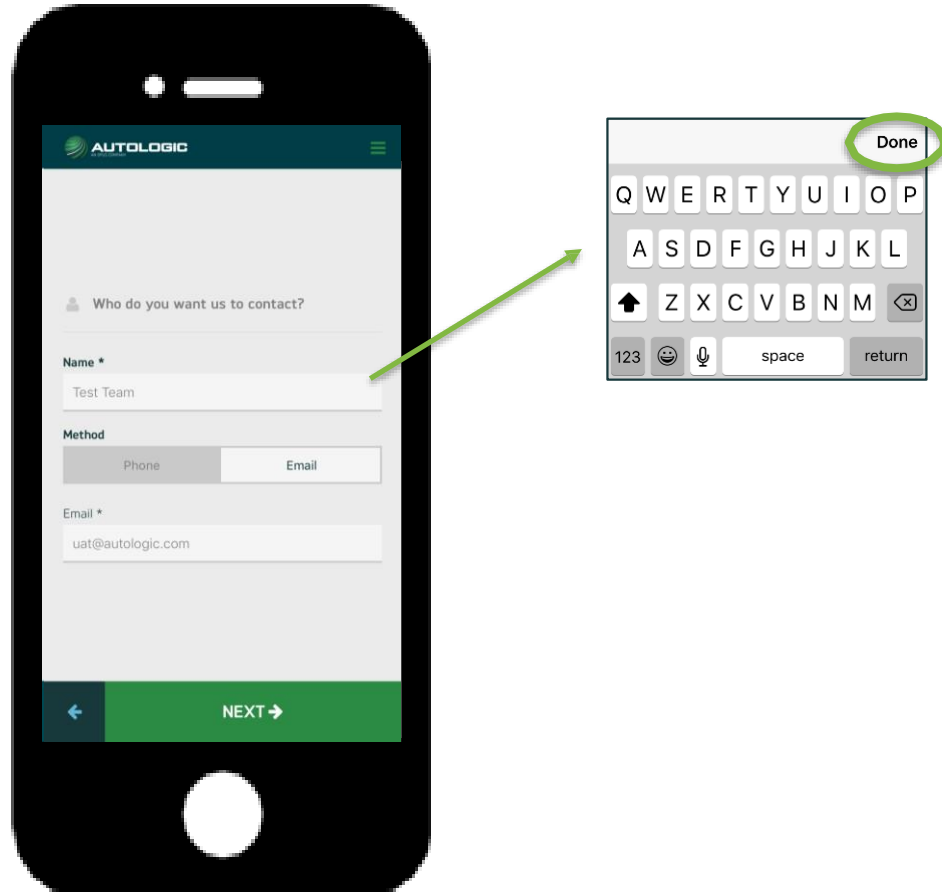 AUTOLOGIC
Who do you want us to contact?
Name *
Test Team
Method
Phone Email
Email *
uat@autologic.com
NEXT
Done
Q W E R T Y U I O P
A S D F G H J K L
Z X C V B N M
123 space return